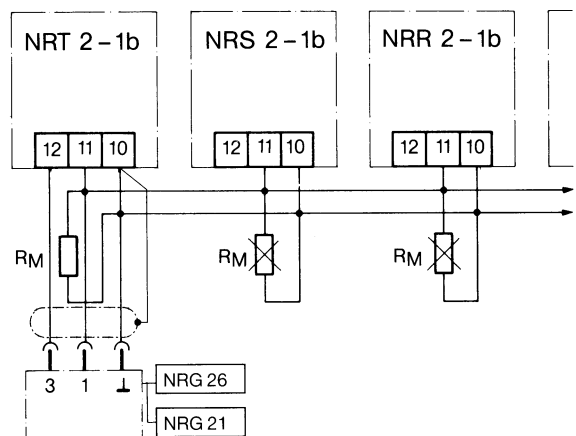 NRT 2-1b NRS 2-1b NRR 2-1b
12 11 10 12 11 10 12 11 10
RM RM RM
3 1 ⊥ NRG 26
NRG 21